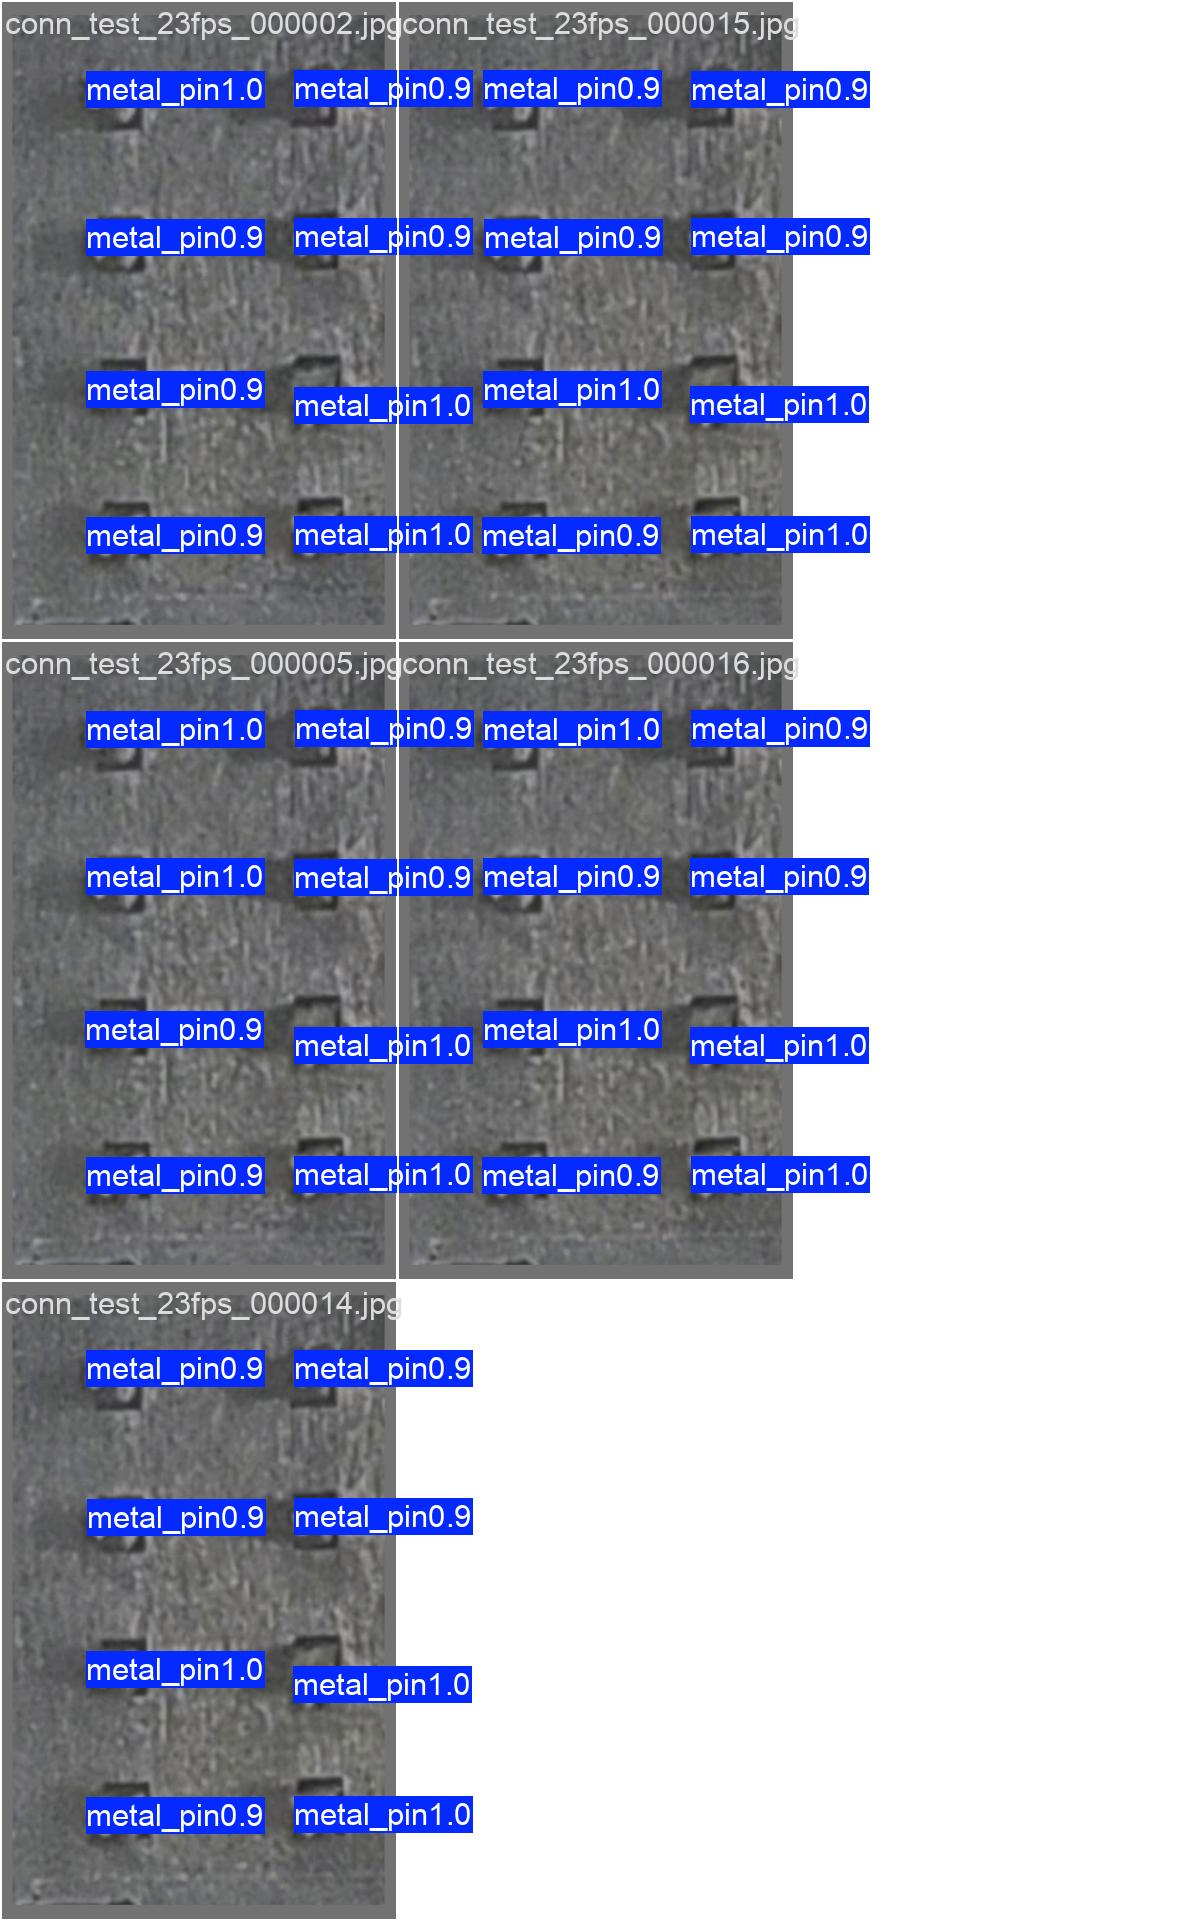 conn_test_23fps_000002.jpg
metal_pin1.0 metal_pin0.9
metal_pin0.9 metal_pin0.9
metal_pin0.9 metal_pin1.0
metal_pin0.9 metal_pin1.0
conn_test_23fps_000015.jpg
metal_pin0.9 metal_pin0.9
metal_pin0.9 metal_pin0.9
metal_pin1.0 metal_pin1.0
metal_pin0.9 metal_pin1.0
conn_test_23fps_000005.jpg
metal_pin1.0 metal_pin0.9
metal_pin1.0 metal_pin0.9
metal_pin0.9 metal_pin1.0
metal_pin0.9 metal_pin1.0
conn_test_23fps_000016.jpg
metal_pin1.0 metal_pin0.9
metal_pin0.9 metal_pin0.9
metal_pin1.0 metal_pin1.0
metal_pin0.9 metal_pin1.0
conn_test_23fps_000014.jpg
metal_pin0.9 metal_pin0.9
metal_pin0.9 metal_pin0.9
metal_pin1.0 metal_pin1.0
metal_pin0.9 metal_pin1.0